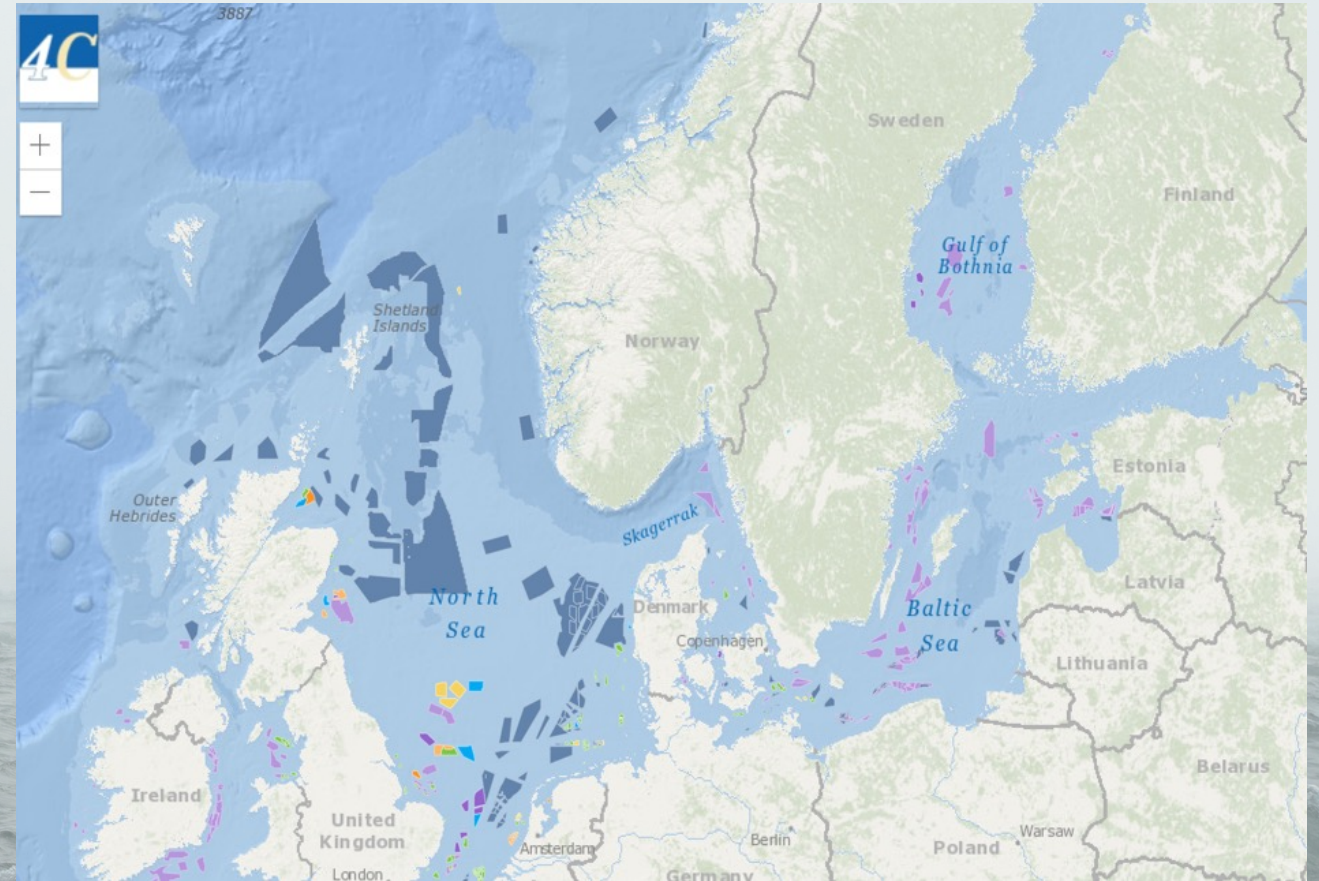 3887
4C
+
−
Sweden
Finland
Gulf of
Bothnia
Shetland
Islands
Norway
Outer
Hebrides
Estonia
Skagerrak
Latvia
North
Sea
Denmark
Baltic
Sea
Copenhagen
Lithuania
Belarus
Ireland
United
Kingdom
Amsterdam
Berlin
Warsaw
Poland
London
Germany